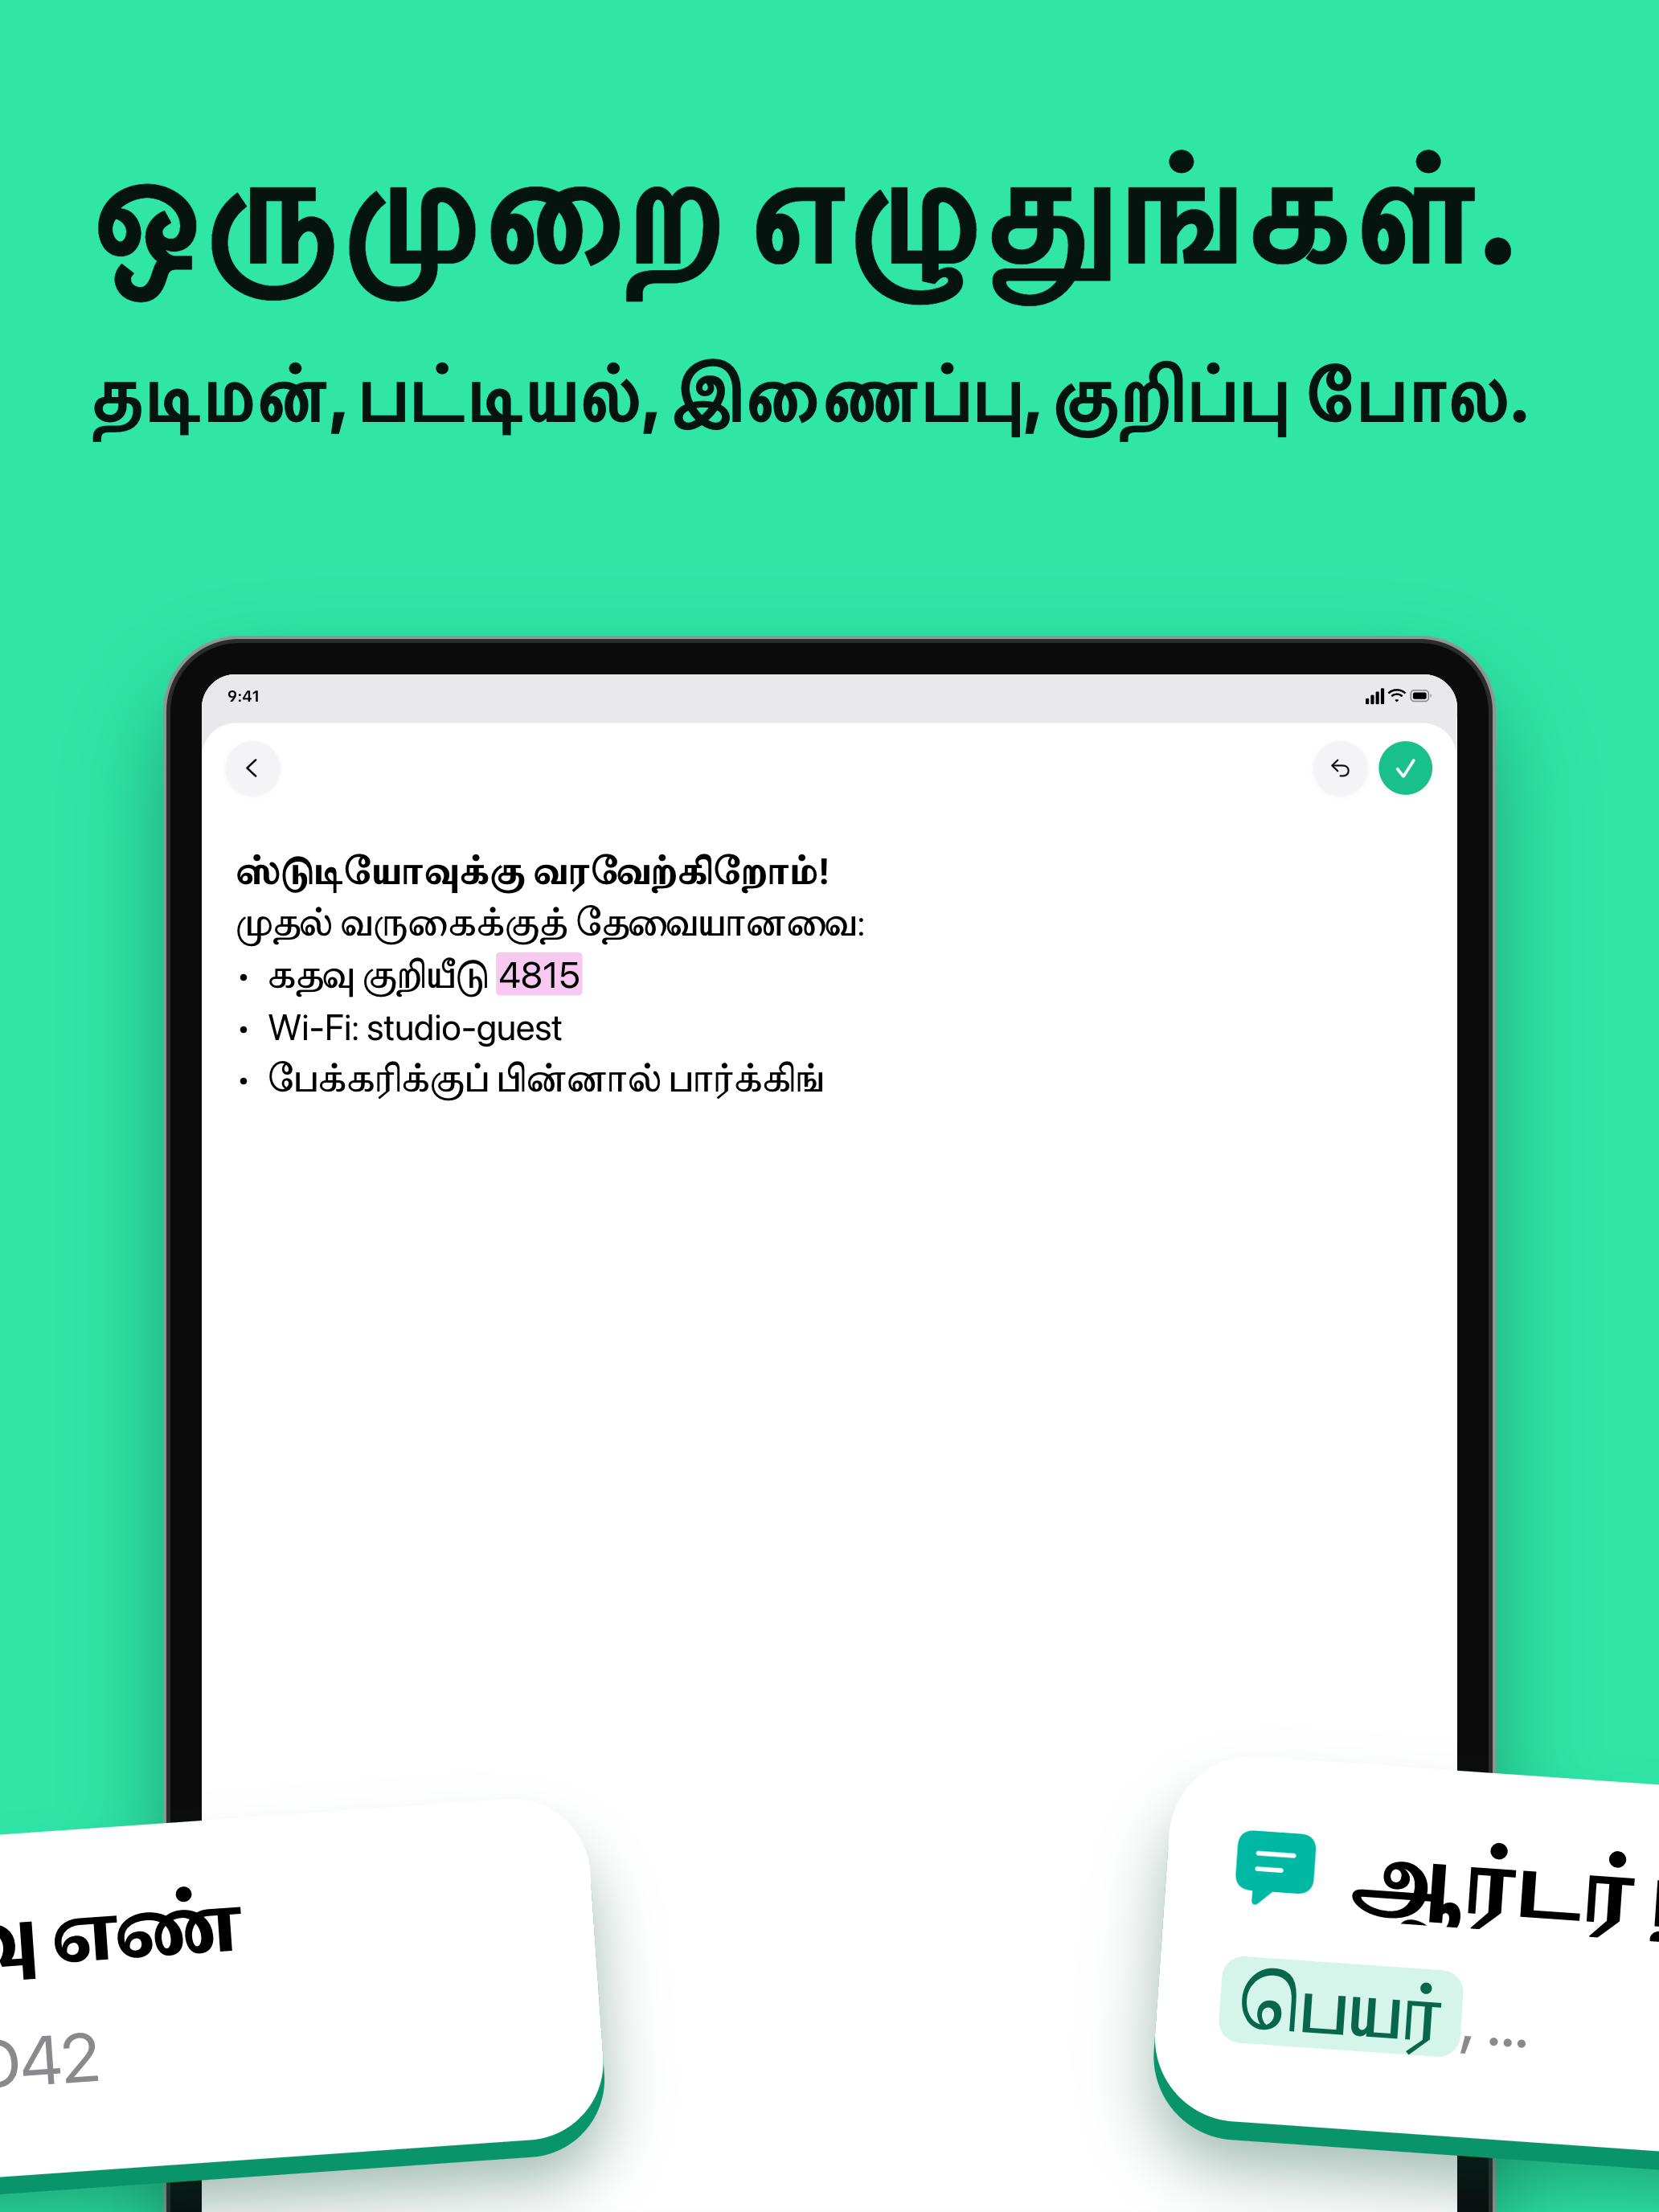 ஒருமுறை எழுதுங்கள்.
தடிமன், பட்டியல், இணைப்பு, குறிப்பு போல.
9:41
ஸ்டுடியோவுக்கு வரவேற்கிறோம்!
முதல் வருகைக்குத் தேவையானவை:
• கதவு குறியீடு 4815
• Wi-Fi: studio-guest
• பேக்கரிக்குப் பின்னால் பார்க்கிங்
எண்
42
ஆர்டர்
பெயர் , ...